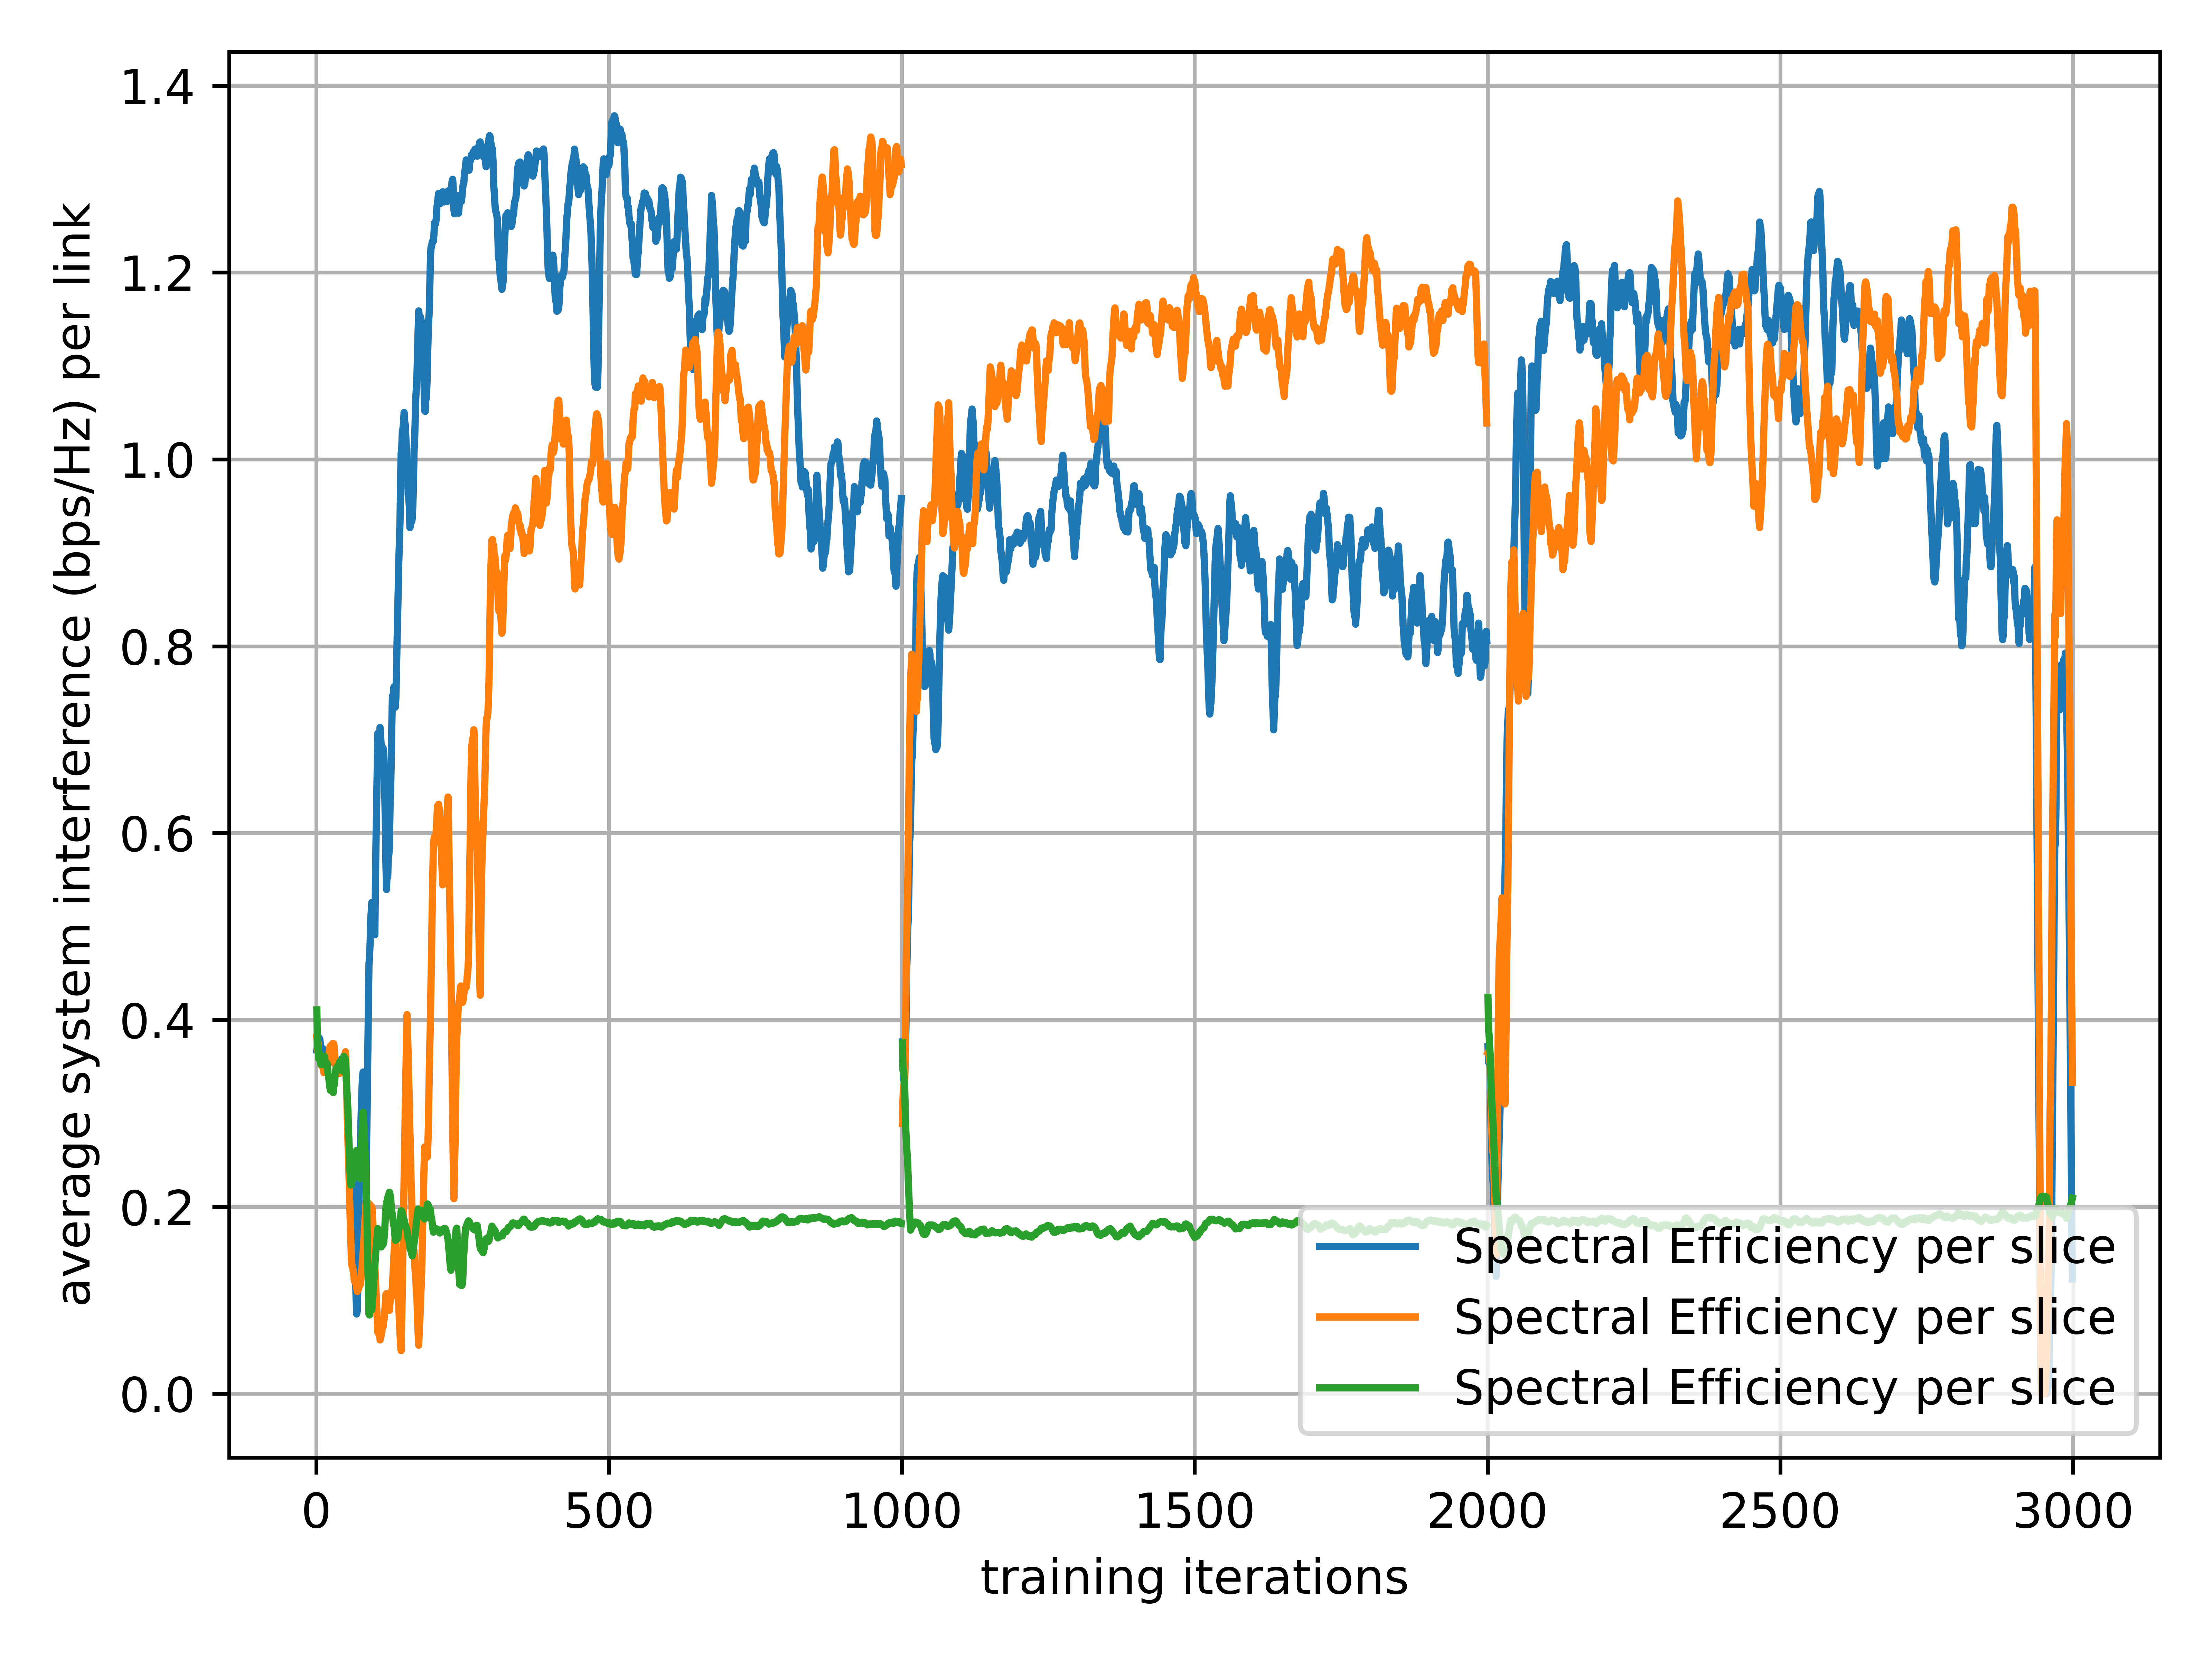 average system interference (bps/Hz) per link
1.4
1.2
1.0
0.8
0.6
0.4
0.2
0.0
Spectral Efficiency per slice
Spectral Efficiency per slice
Spectral Efficiency per slice
0 500 1000 1500 2000 2500 3000
training iterations